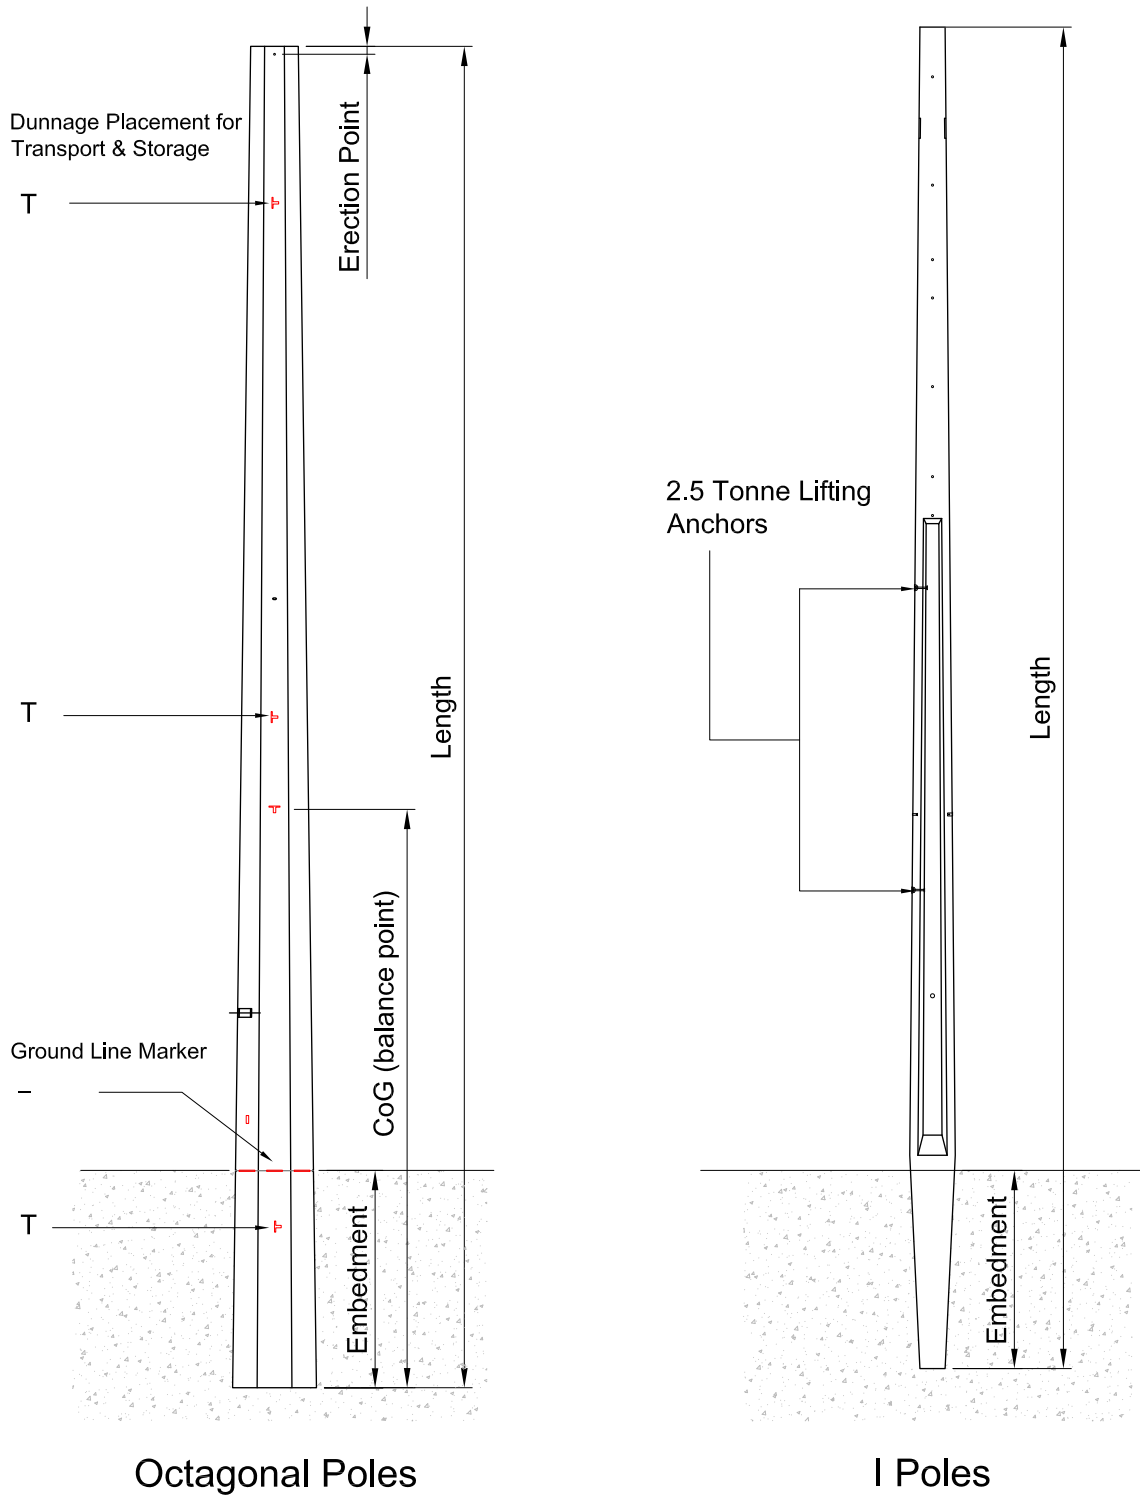 Dunnage Placement for
Transport & Storage
T
Erection Point
Length
T
CoG (balance point)
Ground Line Marker
–
T
Embedment
Octagonal Poles
2.5 Tonne Lifting
Anchors
Length
Embedment
I Poles